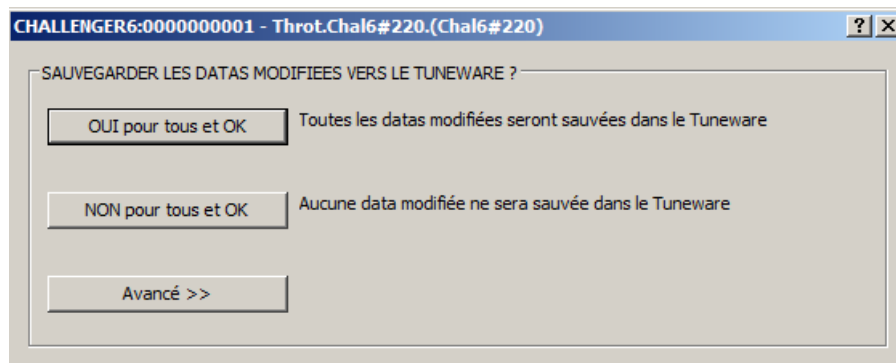 CHALLENGER6:0000000001 - Throt.Chal6#220.(Chal6#220)
SAUVEGARDER LES DATAS MODIFIEES VERS LE TUNEWARE ?
OUI pour tous et OK
Toutes les datas modifiées seront sauvées dans le Tuneware
NON pour tous et OK
Aucune data modifiée ne sera sauvée dans le Tuneware
Avancé >>